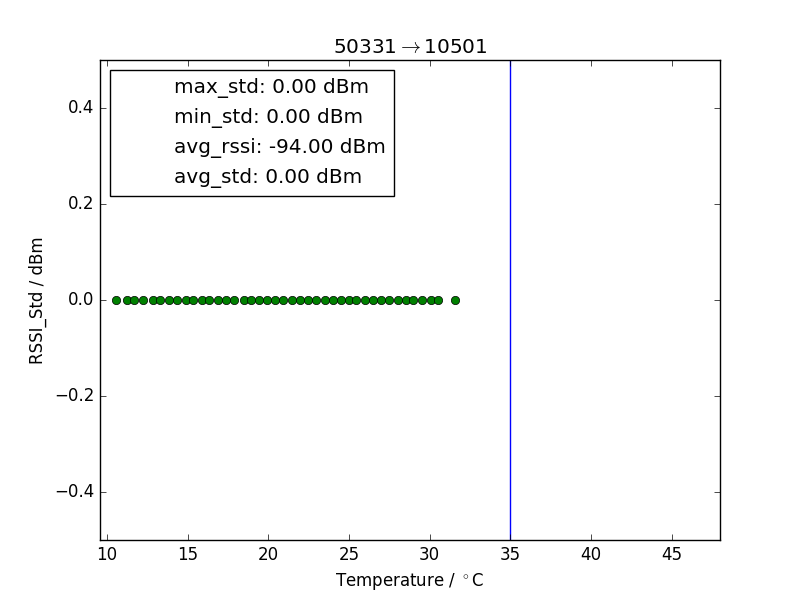 50331→10501
max_std: 0.00 dBm
min_std: 0.00 dBm
avg_rssi: -94.00 dBm
avg_std: 0.00 dBm
RSSI_Std / dBm
0.4
0.2
0.0
−0.2
−0.4
10 15 20 25 30 35 40 45
Temperature / °C